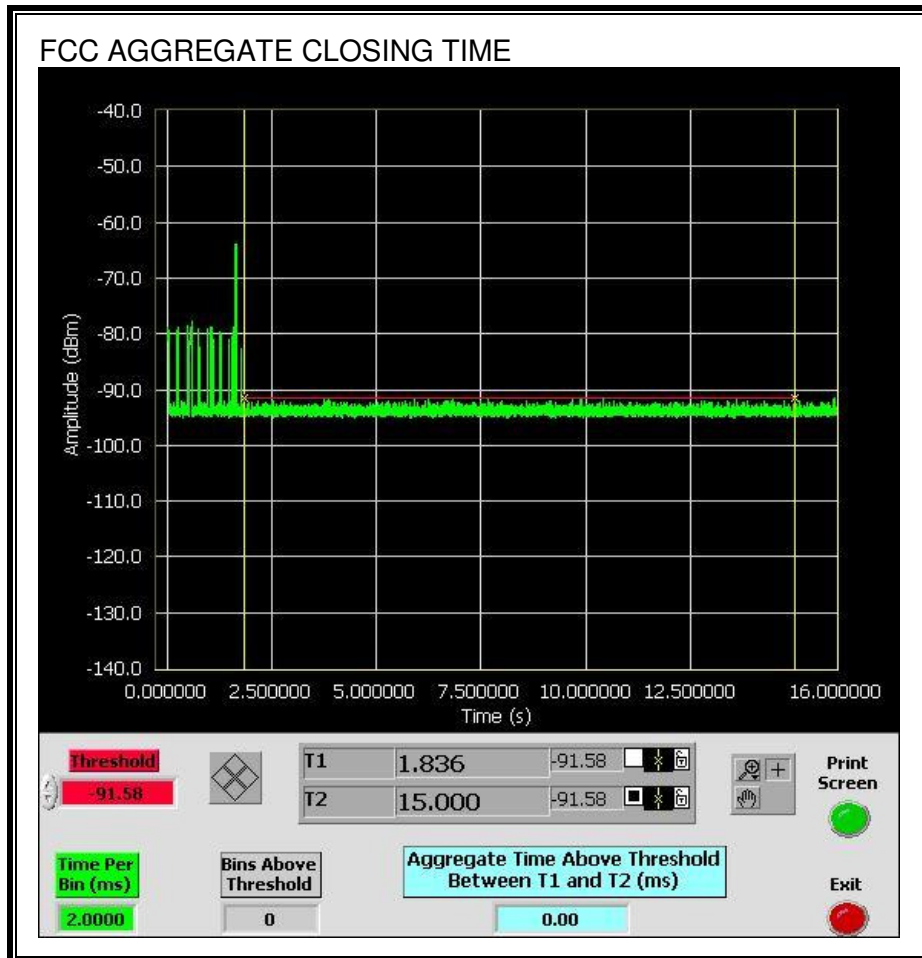 FCC AGGREGATE CLOSING TIME
-40.0
-50.0
-60.0
-70.0
-80.0
-90.0
-100.0
-110.0
-120.0
-130.0
-140.0
Amplitude (dBm)
0.000000 2.500000 5.000000 7.500000 10.000000 12.500000 16.000000
Time (s)
Threshold
-91.58
T1 1.836 -91.58
T2 15.000 -91.58
Print
Screen
Time Per
Bin (ms)
2.0000
Bins Above
Threshold
0
Aggregate Time Above Threshold
Between T1 and T2 (ms)
0.00
Exit